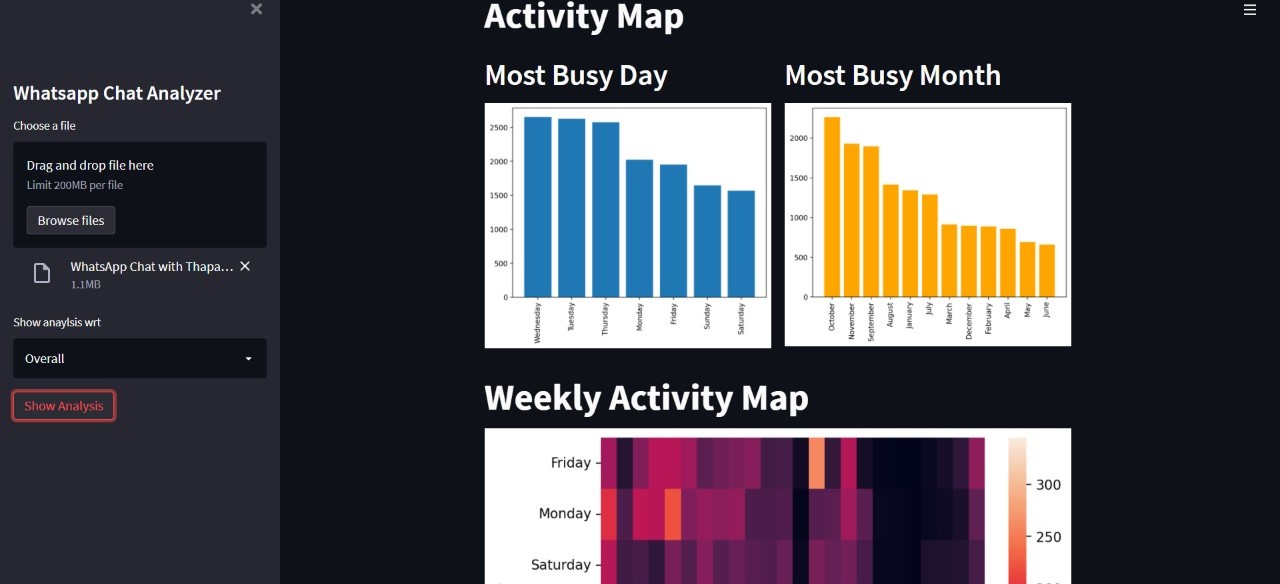 Whatsapp Chat Analyzer
Choose a file
Drag and drop file here
Limit 200MB per file
Browse files
WhatsApp Chat with Thapa...
1.1MB
Show anaylsis wrt
Overall
Show Analysis
Activity Map
Most Busy Day
2500
2000
1500
1000
500
0
Wednesday
Tuesday
Thursday
Monday
Friday
Sunday
Saturday
Most Busy Month
2000
1500
1000
500
0
October
November
September
August
January
July
March
December
February
April
May
June
Weekly Activity Map
Friday
Monday
Saturday
300
250